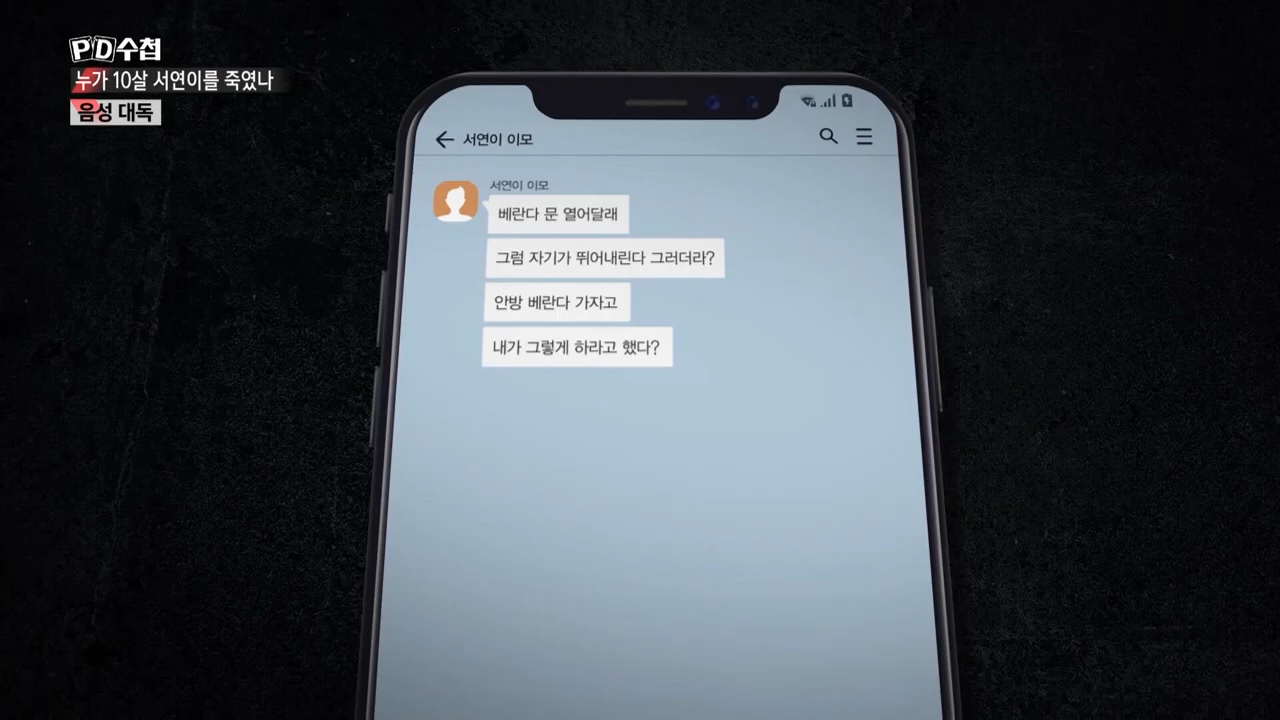 PD수첩
누가 10살 서연이를 죽였나
음성 대독
서연이 이모
서연이 이모
베란다 문 열어달래
그럼 자기가 뛰어내린다 그러더라?
안방 베란다 가자고
내가 그렇게 하라고 했다?